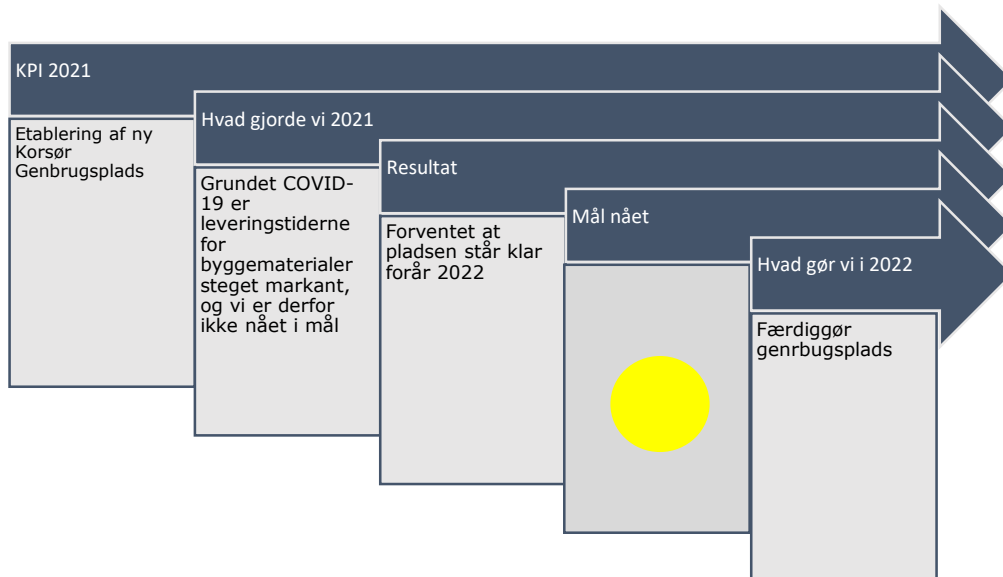 KPI 2021
Etablering af ny
Korsør
Genbrugsplads
Hvad gjorde vi 2021
Grundet COVID-
19 er
leveringstiderne
for
byggematerialer
steget markant,
og vi er derfor
ikke nået i mål
Resultat
Forventet at
pladsen står klar
forår 2022
Mål nået
Hvad gør vi i 2022
Færdiggør
genrbugsplads